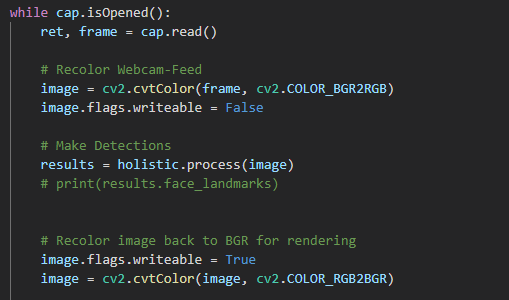 while cap.isOpened():
    ret, frame = cap.read()

    # Recolor Webcam-Feed
    image = cv2.cvtColor(frame, cv2.COLOR_BGR2RGB)
    image.flags.writeable = False

    # Make Detections
    results = holistic.process(image)
    # print(results.face_landmarks)


    # Recolor image back to BGR for rendering
    image.flags.writeable = True
    image = cv2.cvtColor(image, cv2.COLOR_RGB2BGR)